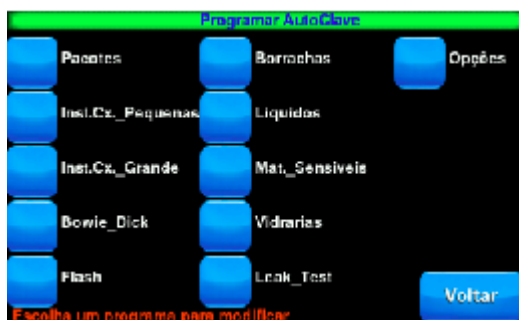 Programar AutoClave
Pacotes
Borrachas
Opções
Inst.Cx._Pequenas
Liquidos
Inst.Cx._Grande
Mat._Sensiveis
Bowie_Dick
Vidrarias
Flash
Leak_Test
Voltar
Escolha um programa para modificar